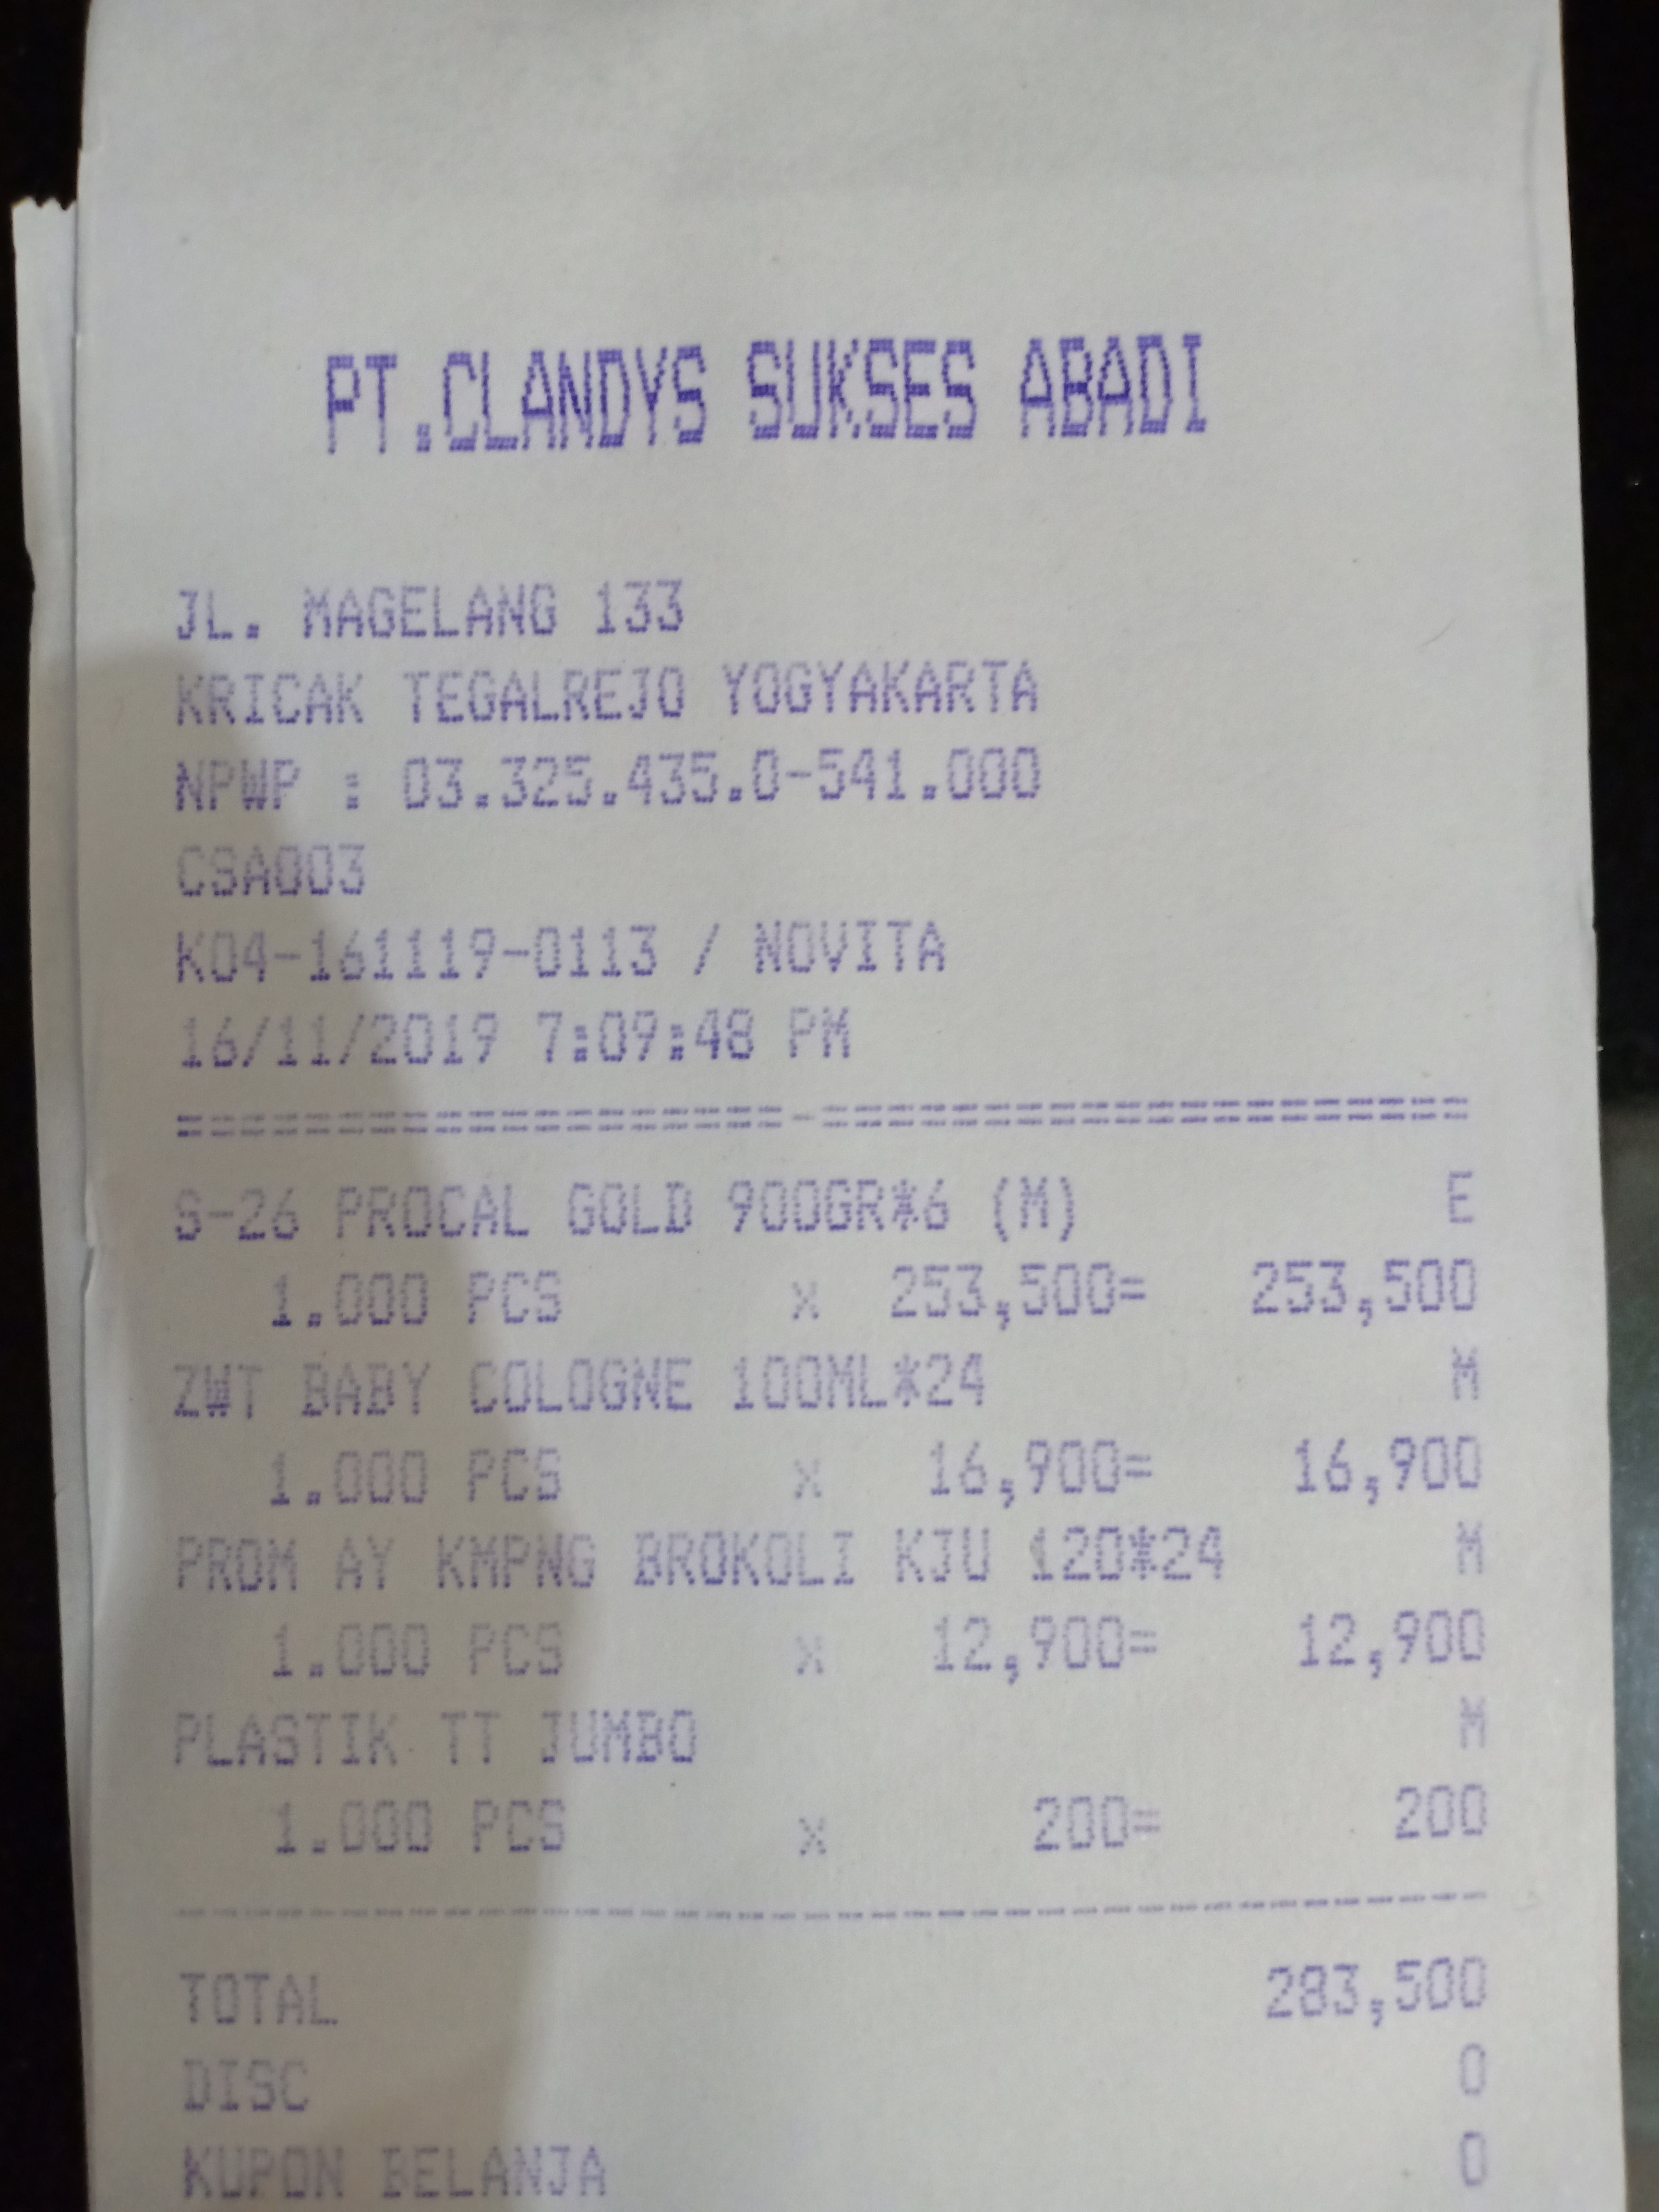 PT.CLANDYS SUKSES ABADI
JL. MAGELANG 133
KRICAK TEGALREJO YOGYAKARTA
NPWP : 03.325.435.0-541.000
CSA003
K04-161119-0113 / NOVITA
16/11/2019 7:09:48 PM
S-26 PROCAL GOLD 900GR*6 (M) E
1.000 PCS x 253,500= 253,500
ZWT BABY COLOGNE 100ML*24 M
1.000 PCS x 16,900= 16,900
PROM AY KMPNG BROKOLI KJU 120*24 M
1.000 PCS x 12,900= 12,900
PLASTIK TT JUMBO M
1.000 PCS x 200= 200
TOTAL 283,500
DISC 0
KUPON BELANJA 0